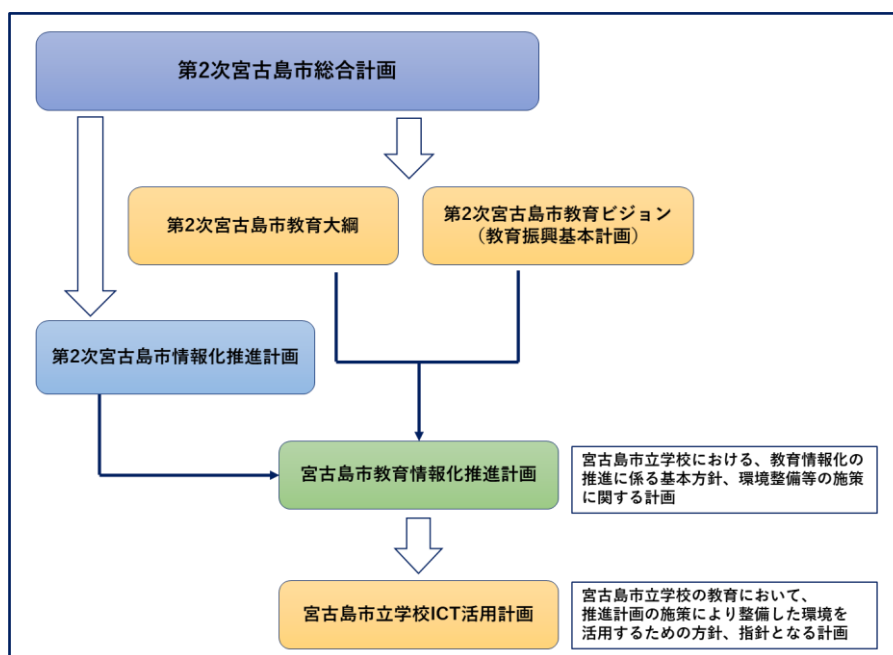 第2次宮古島市総合計画
第2次宮古島市教育大綱
第2次宮古島市教育ビジョン
（教育振興基本計画）
第2次宮古島市情報化推進計画
宮古島市教育情報化推進計画
宮古島市立学校における、教育情報化の
推進に係る基本方針、環境整備等の施策
に関する計画
宮古島市立学校ICT活用計画
宮古島市立学校の教育において、
推進計画の施策により整備した環境を
活用するための方針、指針となる計画